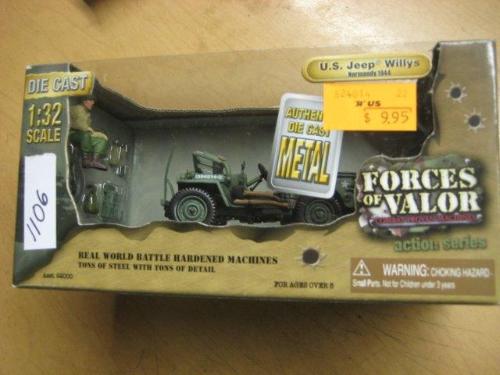 U.S. Jeep® Willys
Normandy 1944
DIE CAST
1:32
SCALE
624014 22
R US
$ 9.95
AUTHENTIC
DIE CAST
METAL
1106
FORCES
OF VALOR
action series
REAL WORLD BATTLE HARDENED MACHINES
TONS OF STEEL WITH TONS OF DETAIL
FOR AGES OVER 8
WARNING: CHOKING HAZARD
Small Parts. Not for Children under 3 years